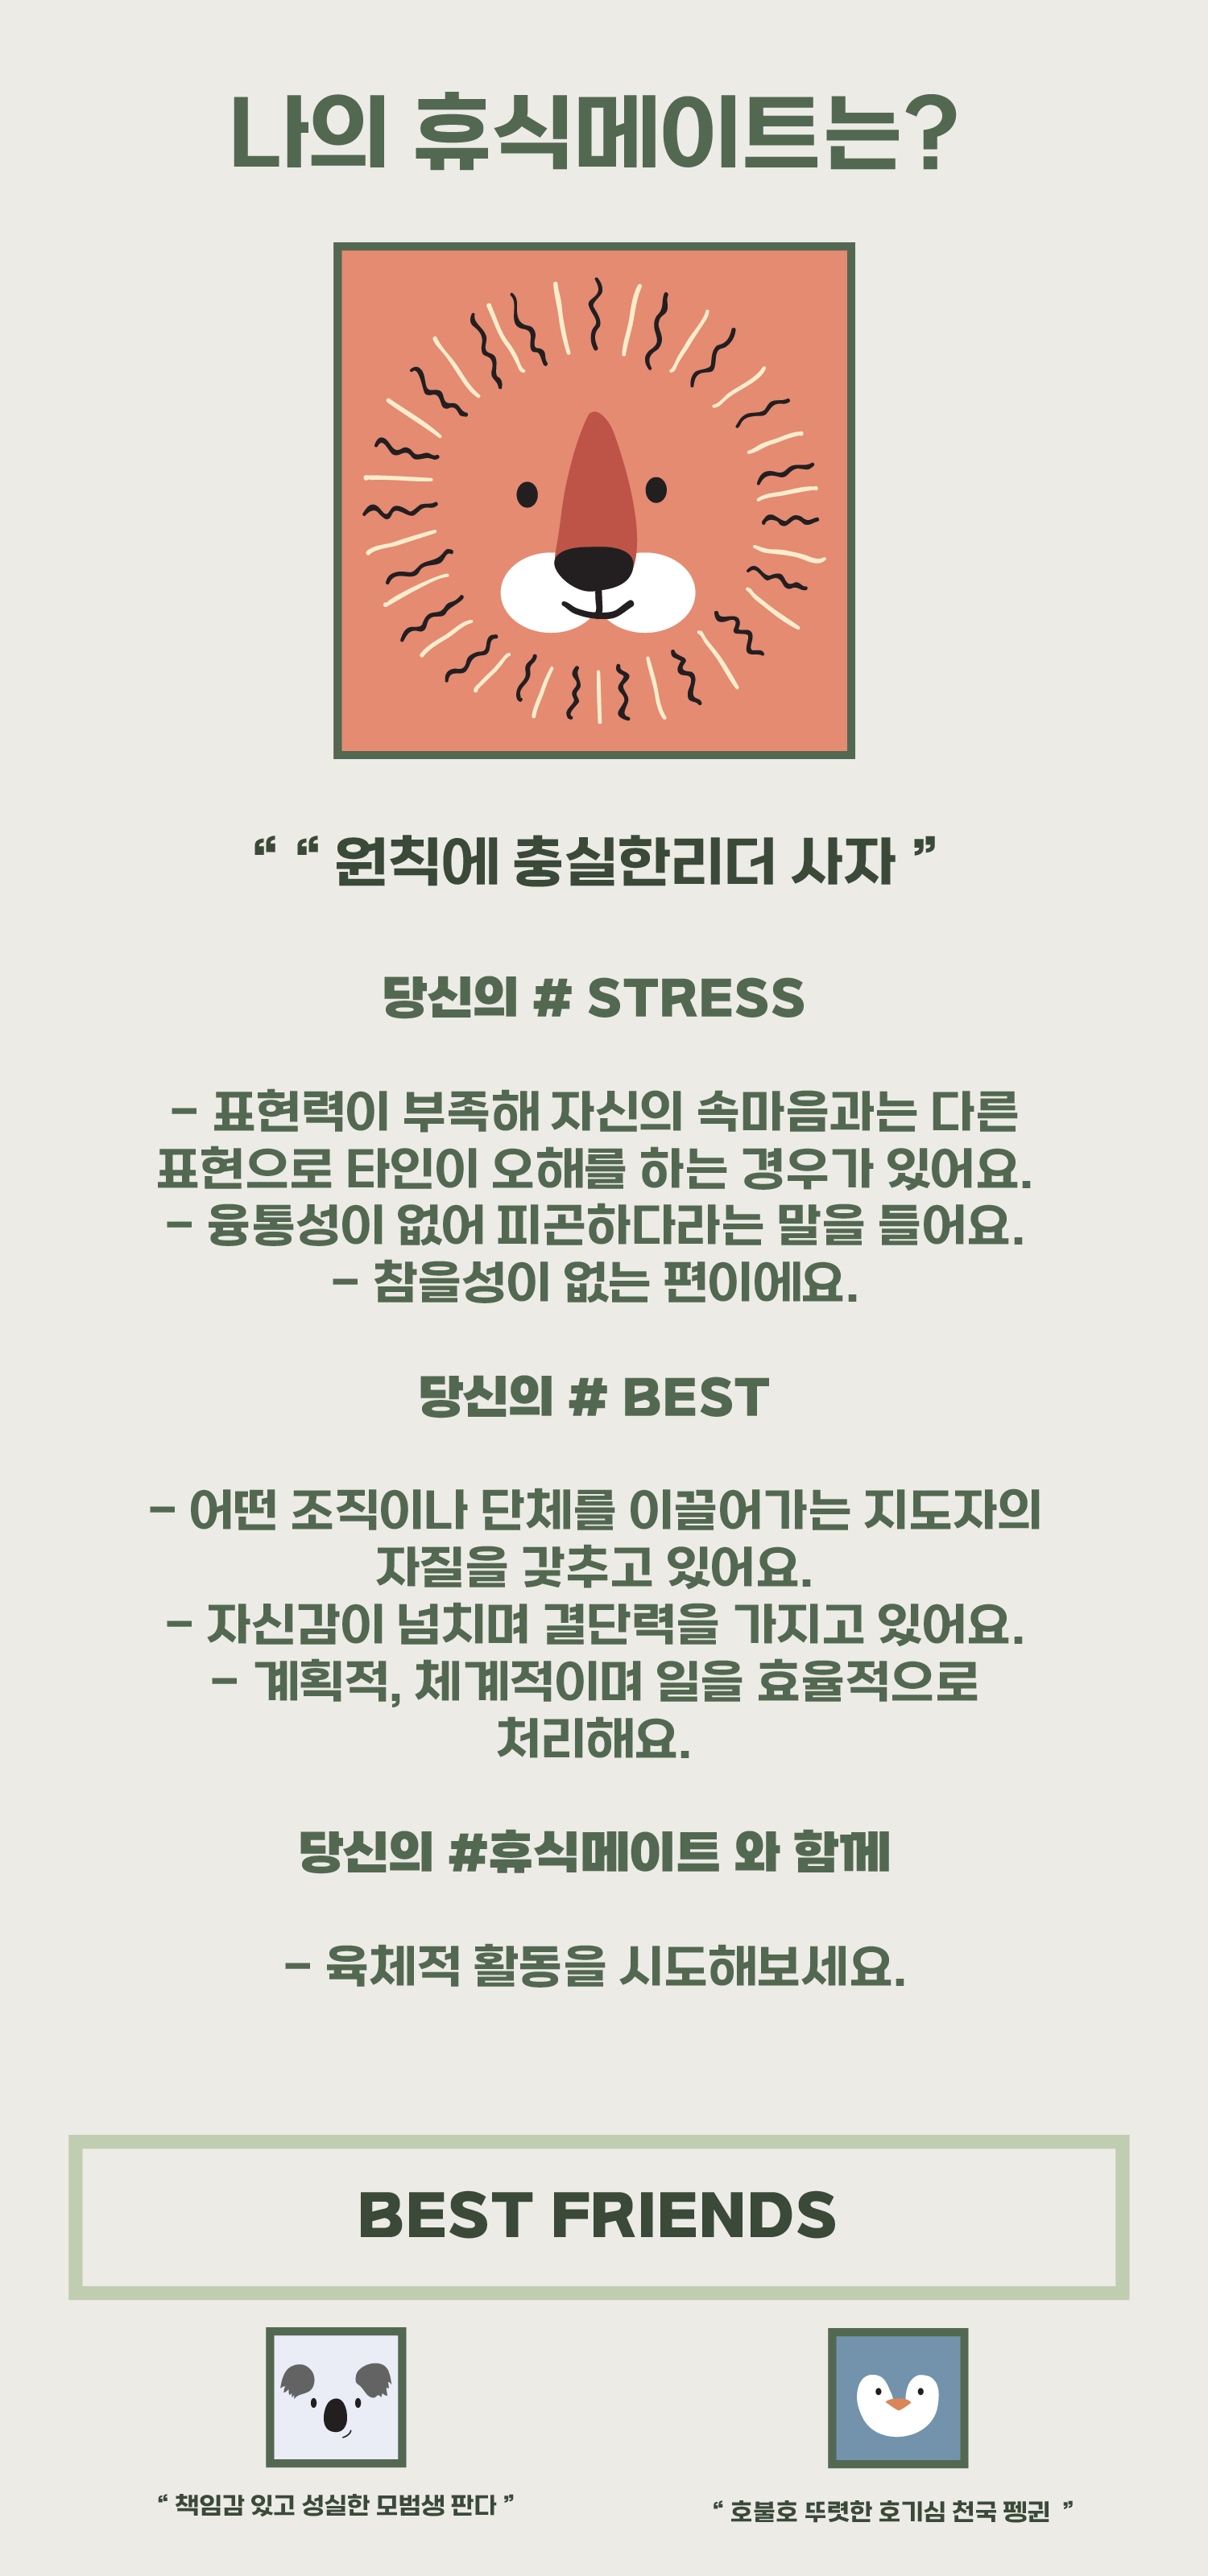 나의 휴식메이트는?
“ “ 원칙에 충실한리더 사자 ”
당신의 # STRESS
- 표현력이 부족해 자신의 속마음과는 다른
표현으로 타인이 오해를 하는 경우가 있어요.
- 융통성이 없어 피곤하다라는 말을 들어요.
- 참을성이 없는 편이에요.
당신의 # BEST
- 어떤 조직이나 단체를 이끌어가는 지도자의
자질을 갖추고 있어요.
- 자신감이 넘치며 결단력을 가지고 있어요.
- 계획적, 체계적이며 일을 효율적으로
처리해요.
당신의 #휴식메이트 와 함께
- 육체적 활동을 시도해보세요.
BEST FRIENDS
“ 책임감 있고 성실한 모범생 판다 ”
“ 호불호 뚜렷한 호기심 천국 펭귄 ”